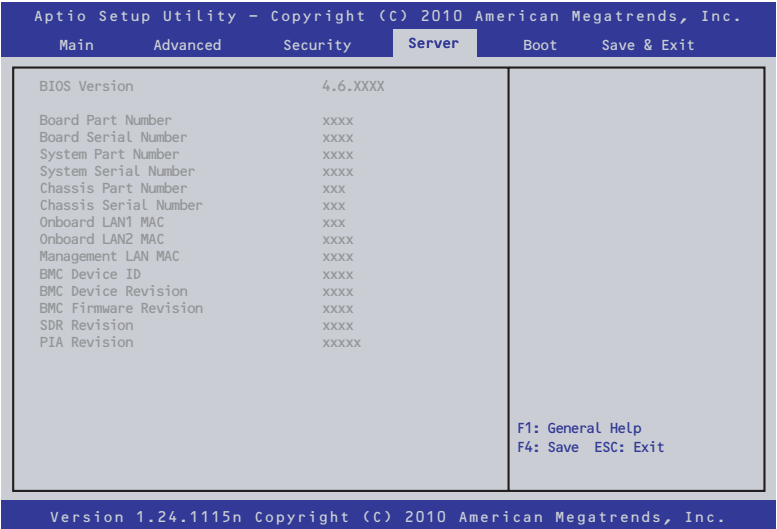 Aptio Setup Utility – Copyright (C) 2010 American Megatrends, Inc.
Main Advanced Security Server Boot Save & Exit
BIOS Version 4.6.XXXX
Board Part Number xxxx
Board Serial Number xxxx
System Part Number xxxx
System Serial Number xxxx
Chassis Part Number xxx
Chassis Serial Number xxx
Onboard LAN1 MAC xxx
Onboard LAN2 MAC xxxx
Management LAN MAC xxxx
BMC Device ID xxxx
BMC Device Revision xxxx
BMC Firmware Revision xxxx
SDR Revision xxxx
PIA Revision xxxxx
F1: General Help
F4: Save ESC: Exit
Version 1.24.1115n Copyright (C) 2010 American Megatrends, Inc.